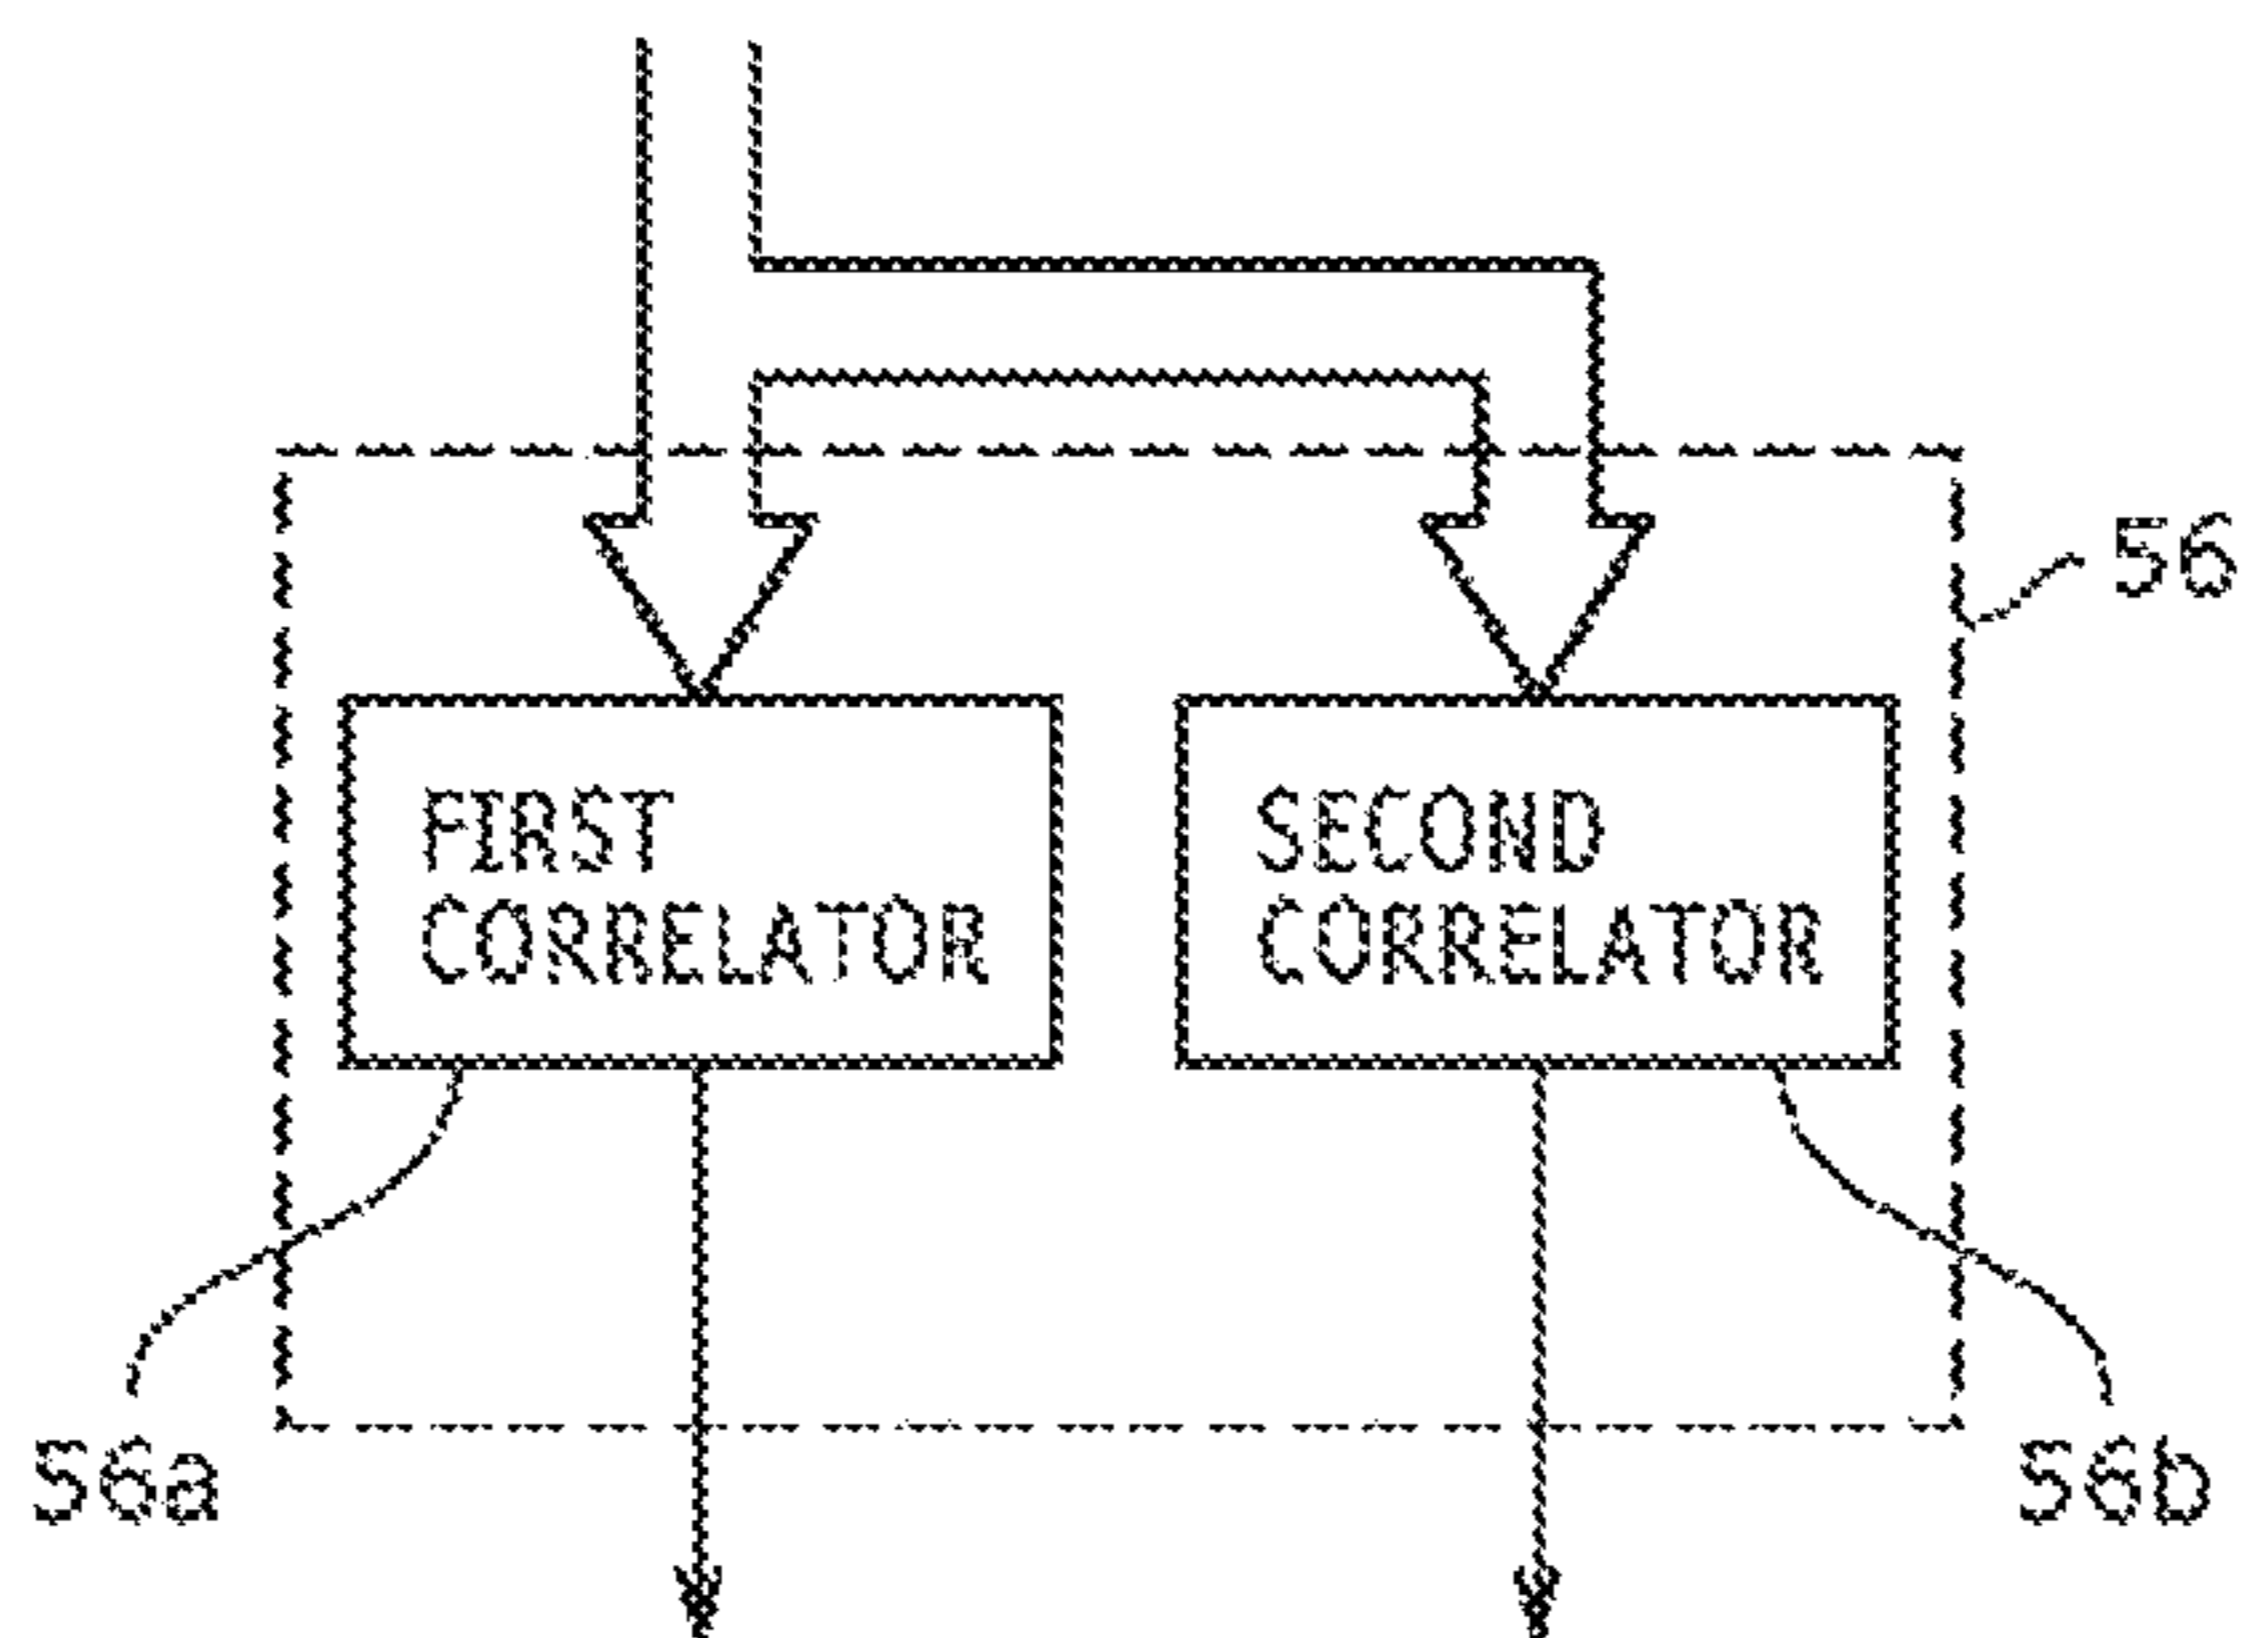 56
FIRST
CORRELATOR
SECOND
CORRELATOR
56a
56b